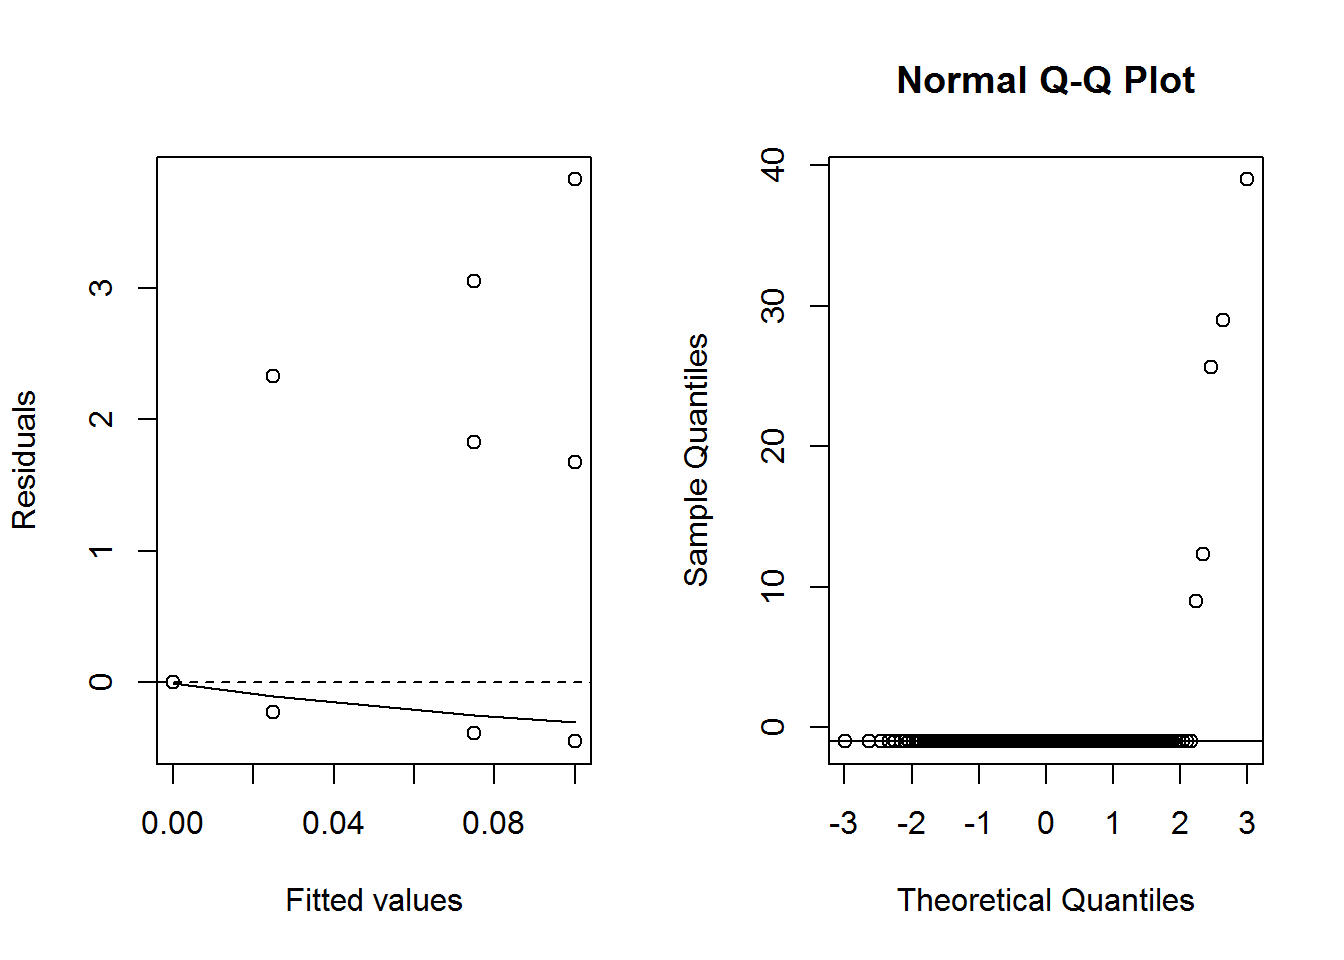 Residuals
0
1
2
3
0.00 0.04 0.08
Fitted values
Normal Q-Q Plot
Sample Quantiles
0
10
20
30
40
-3 -2 -1 0 1 2 3
Theoretical Quantiles